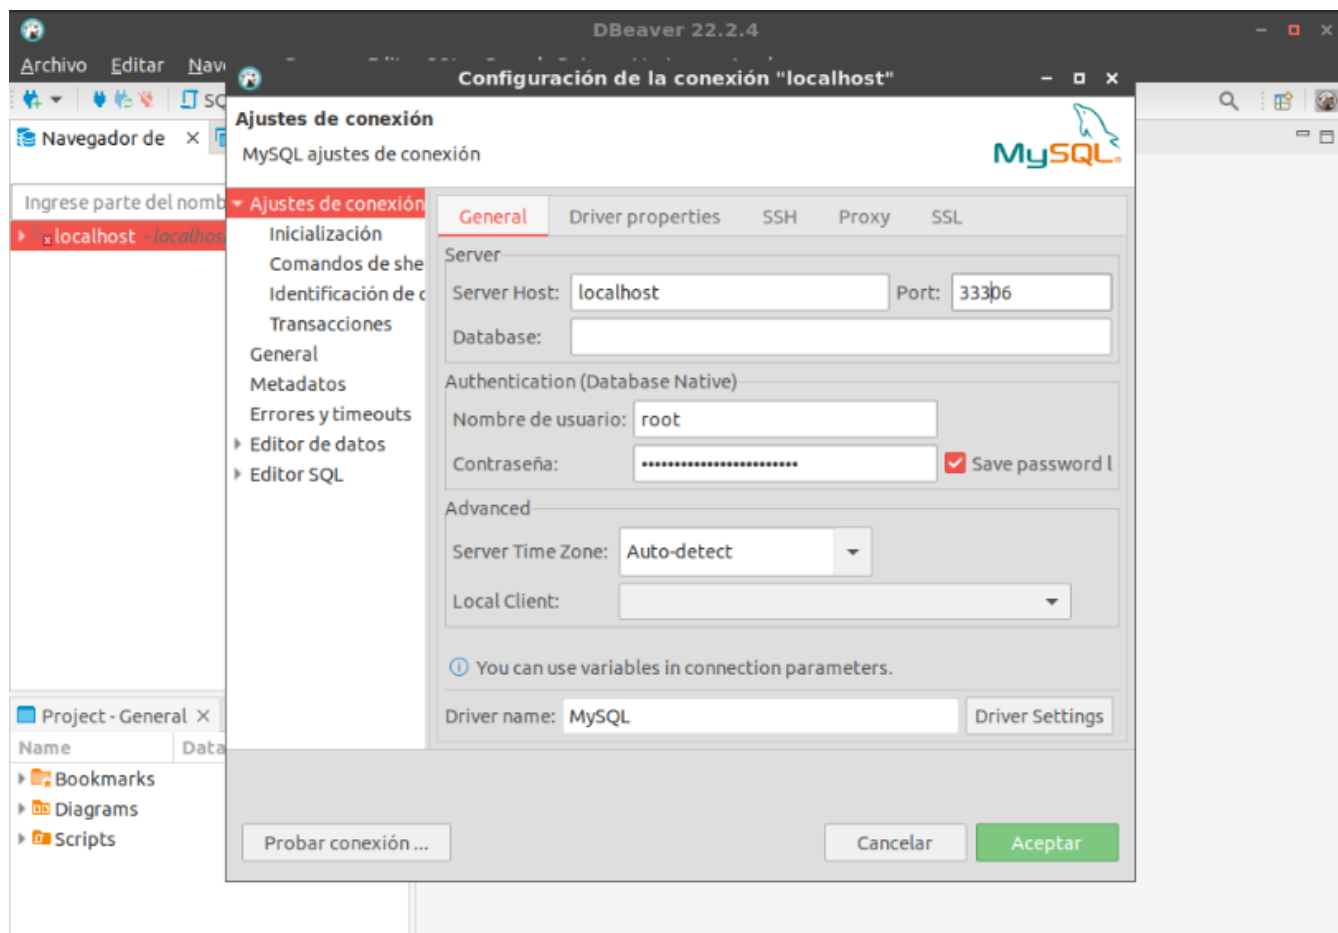 DBeaver 22.2.4
Archivo Editar Nav
Configuración de la conexión "localhost"
SQ
Navegador de
Ajustes de conexión
MySQL ajustes de conexión
MySQL
Ingrese parte del nomb
localhost - localhos
Ajustes de conexión
Inicialización
Comandos de she
Identificación de c
Transacciones
General
Metadatos
Errores y timeouts
Editor de datos
Editor SQL
General Driver properties SSH Proxy SSL
Server
Server Host: localhost Port: 33306
Database:
Authentication (Database Native)
Nombre de usuario: root
Contraseña: •••••••••••••••••••••••• Save password l
Advanced
Server Time Zone: Auto-detect
Local Client:
You can use variables in connection parameters.
Driver name: MySQL Driver Settings
Project - General
Name Data
Bookmarks
Diagrams
Scripts
Probar conexión ... Cancelar Aceptar